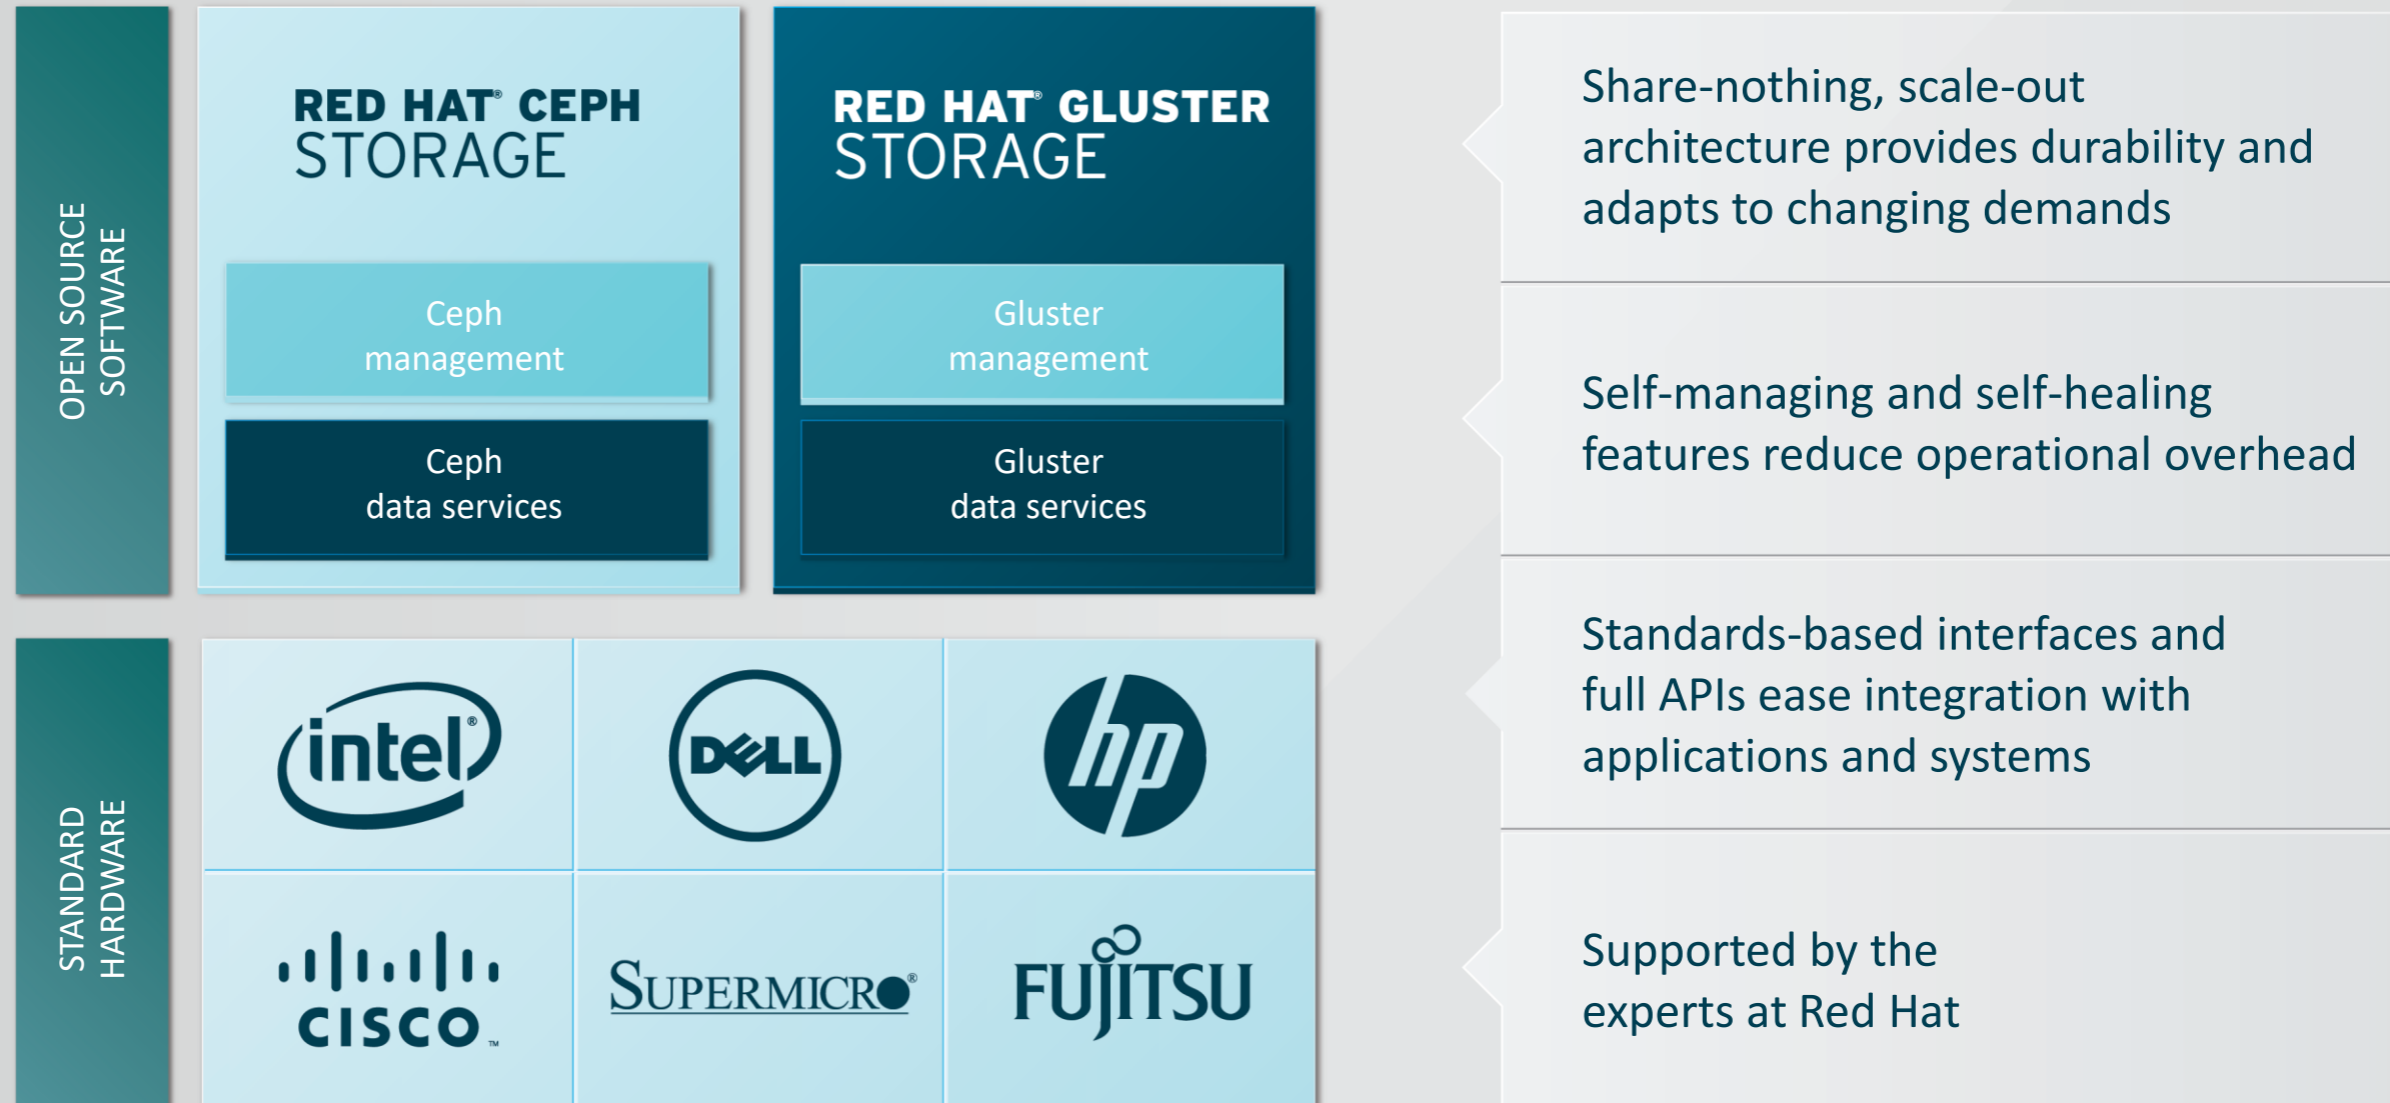 OPEN SOURCE
SOFTWARE
RED HAT® CEPH
STORAGE
Ceph
management
Ceph
data services
RED HAT® GLUSTER
STORAGE
Gluster
management
Gluster
data services
STANDARD
HARDWARE
intel®
DELL
hp
CISCO™
SUPERMICRO®
FUJITSU
Share-nothing, scale-out
architecture provides durability and
adapts to changing demands
Self-managing and self-healing
features reduce operational overhead
Standards-based interfaces and
full APIs ease integration with
applications and systems
Supported by the
experts at Red Hat